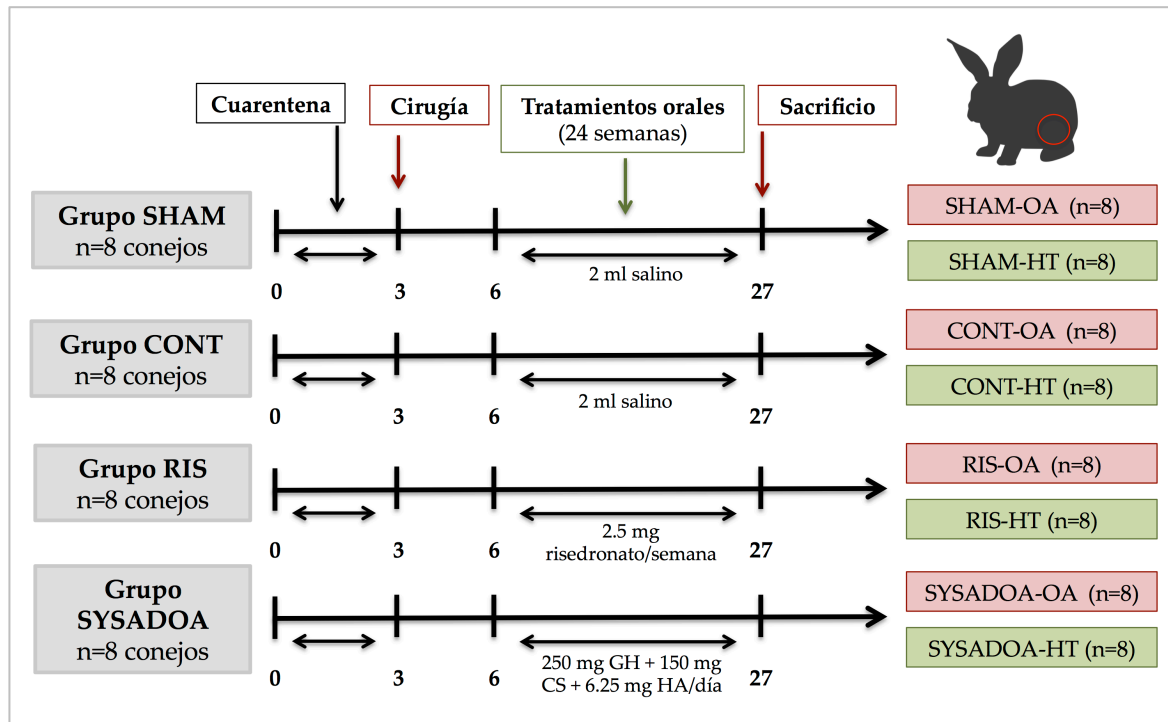 Cuarentena
Cirugía
Tratamientos orales
(24 semanas)
Sacrificio
Grupo SHAM
n=8 conejos
2 ml salino
0
3
6
27
SHAM-OA (n=8)
SHAM-HT (n=8)
Grupo CONT
n=8 conejos
2 ml salino
0
3
6
27
CONT-OA (n=8)
CONT-HT (n=8)
Grupo RIS
n=8 conejos
2.5 mg
risedronato/semana
0
3
6
27
RIS-OA (n=8)
RIS-HT (n=8)
Grupo
SYSADOA
n=8 conejos
250 mg GH + 150 mg
CS + 6.25 mg HA/día
0
3
6
27
SYSADOA-OA (n=8)
SYSADOA-HT (n=8)